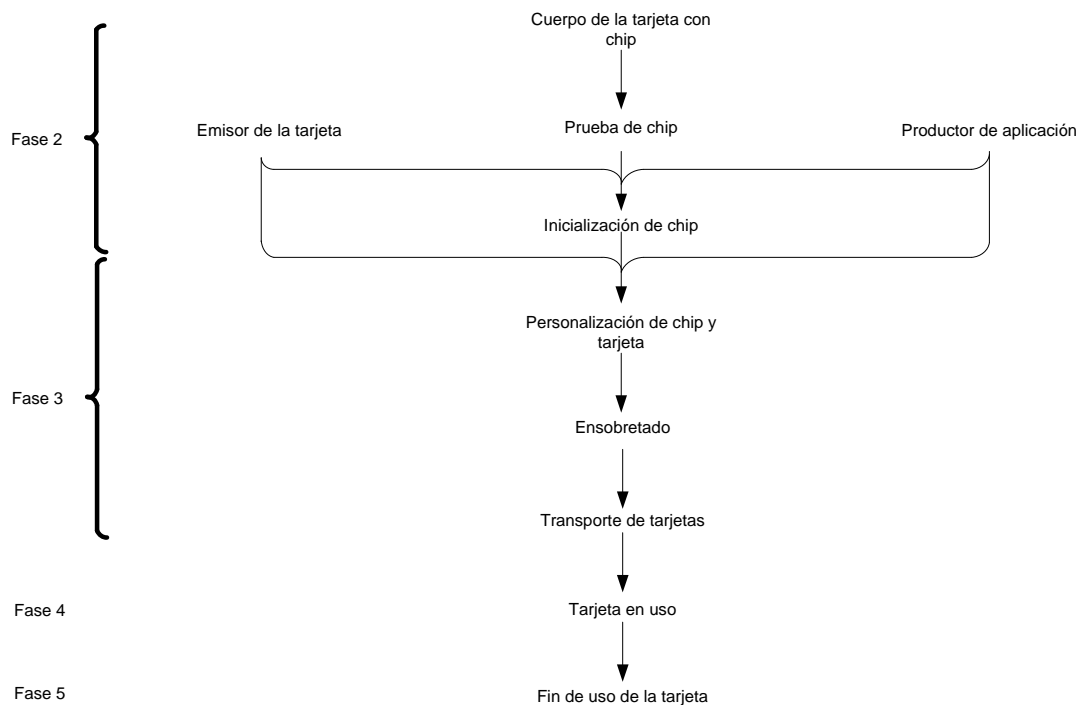 Cuerpo de la tarjeta con
chip
Fase 2
Emisor de la tarjeta
Prueba de chip
Productor de aplicación
Inicialización de chip
Personalización de chip y
tarjeta
Fase 3
Ensobretado
Transporte de tarjetas
Fase 4
Tarjeta en uso
Fase 5
Fin de uso de la tarjeta